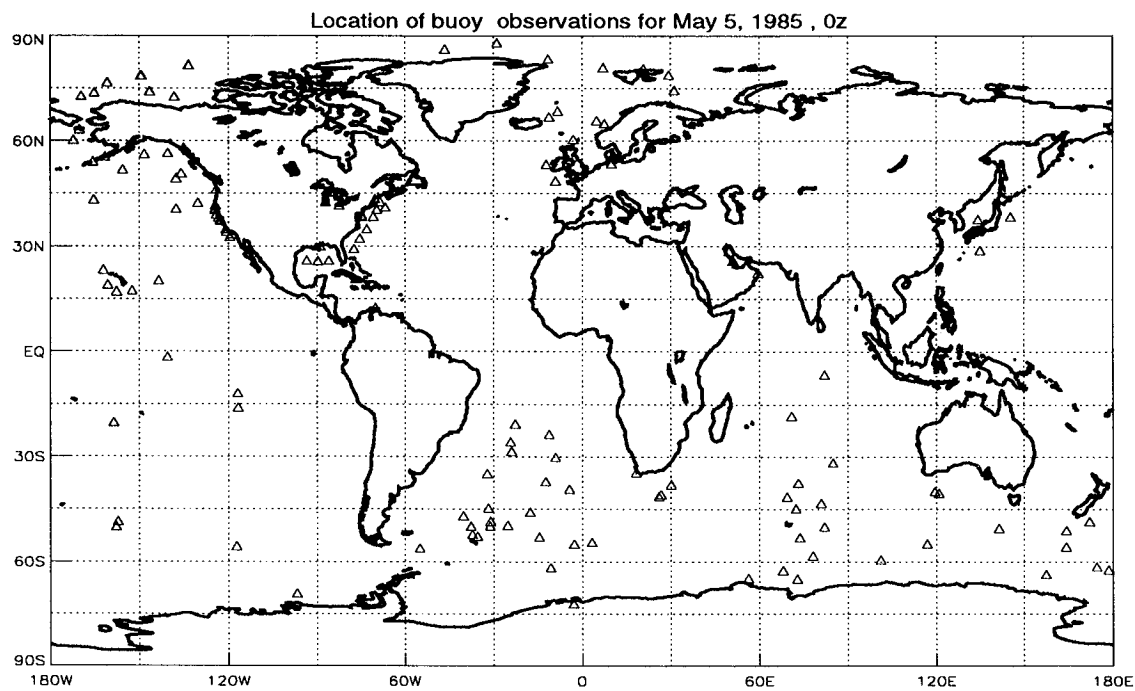 Location of buoy observations for May 5, 1985 , 0z
90N
60N
30N
EQ
30S
60S
90S
180W 120W 60W 0 60E 120E 180E